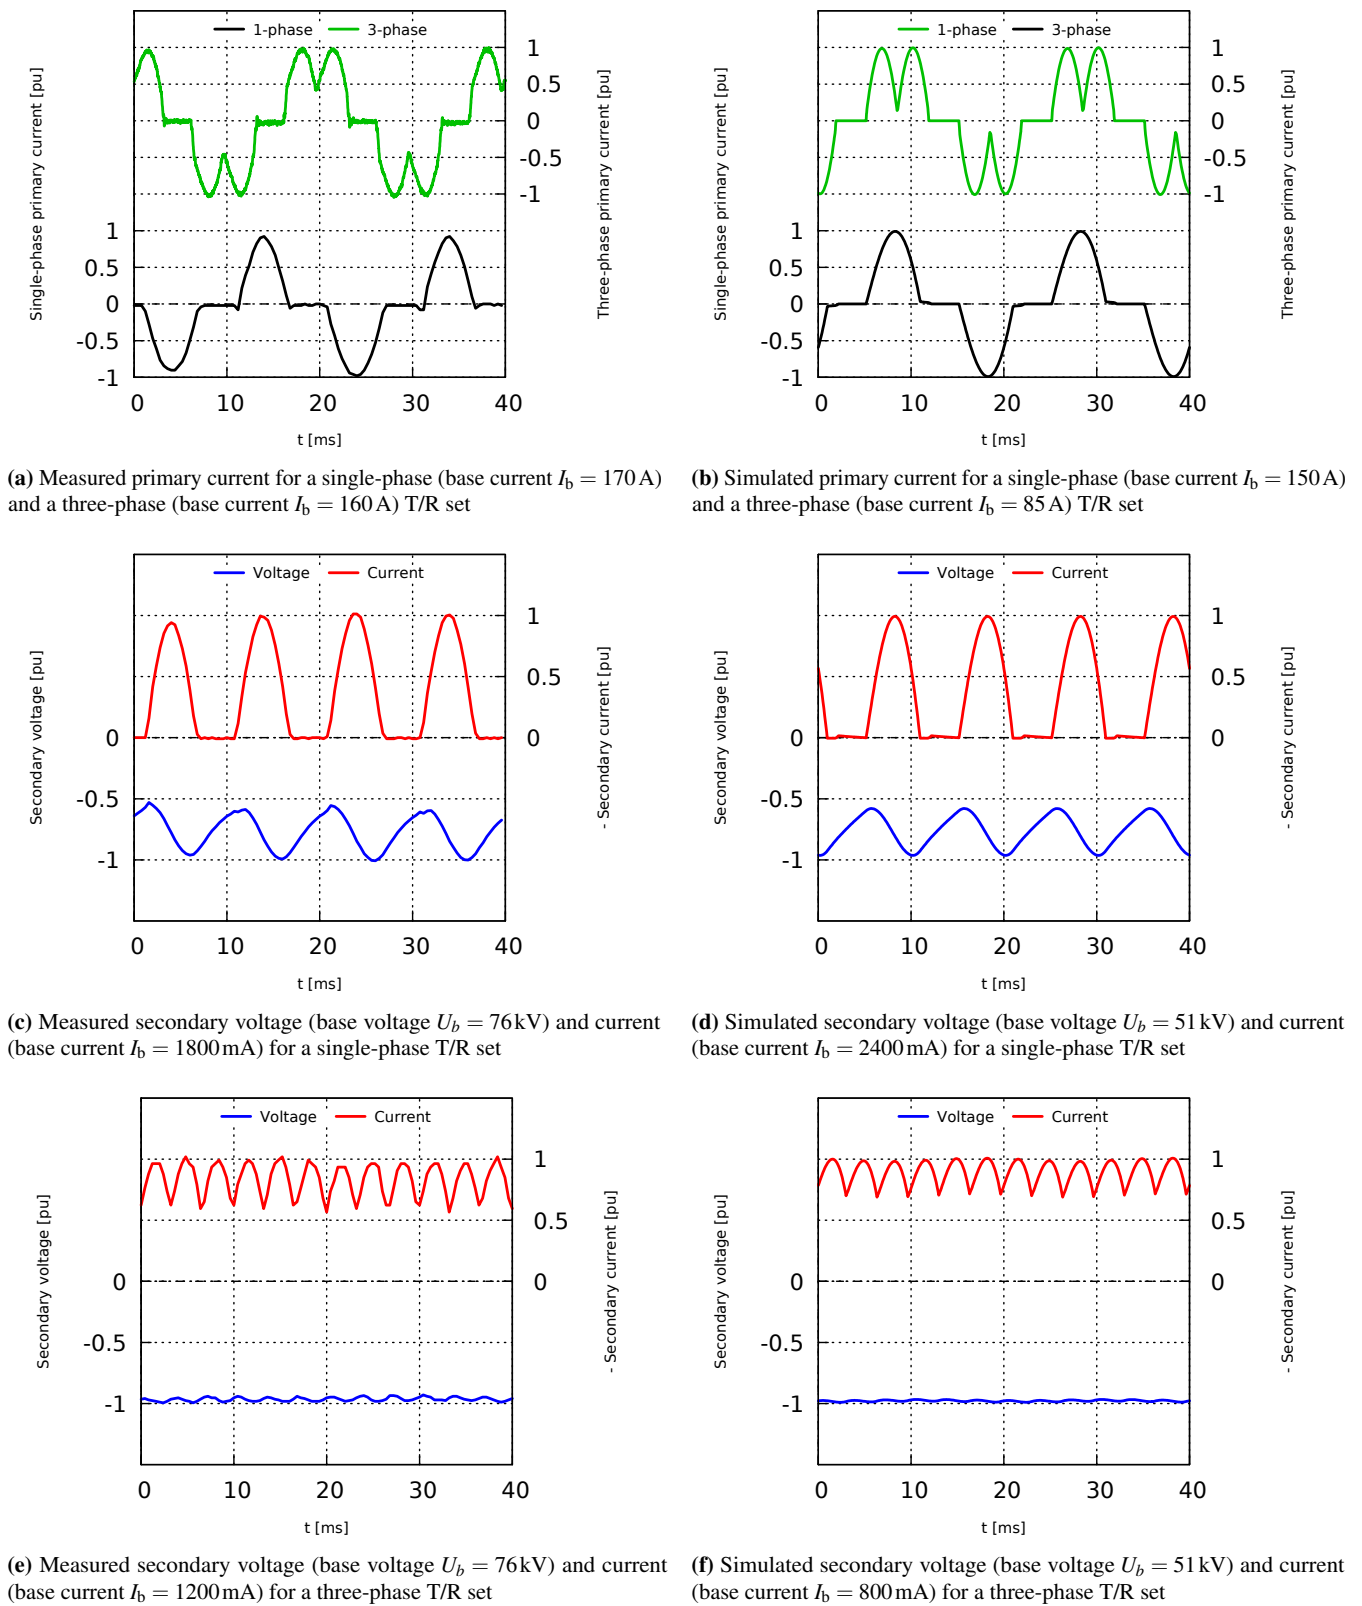 1-phase 3-phase
1
0.5
0
-0.5
-1
1
0.5
0
-0.5
-1
0 10 20 30 40
t [ms]
Single-phase primary current [pu]
Three-phase primary current [pu]
(a) Measured primary current for a single-phase (base current Ib = 170 A)
and a three-phase (base current Ib = 160 A) T/R set
1-phase 3-phase
1
0.5
0
-0.5
-1
1
0.5
0
-0.5
-1
0 10 20 30 40
t [ms]
Single-phase primary current [pu]
Three-phase primary current [pu]
(b) Simulated primary current for a single-phase (base current Ib = 150 A)
and a three-phase (base current Ib = 85 A) T/R set
Voltage Current
1
0.5
0
0
-0.5
-1
0 10 20 30 40
t [ms]
Secondary voltage [pu]
- Secondary current [pu]
(c) Measured secondary voltage (base voltage Ub = 76 kV) and current
(base current Ib = 1800 mA) for a single-phase T/R set
Voltage Current
1
0.5
0
0
-0.5
-1
0 10 20 30 40
t [ms]
Secondary voltage [pu]
- Secondary current [pu]
(d) Simulated secondary voltage (base voltage Ub = 51 kV) and current
(base current Ib = 2400 mA) for a single-phase T/R set
Voltage Current
1
0.5
0
0
-0.5
-1
0 10 20 30 40
t [ms]
Secondary voltage [pu]
- Secondary current [pu]
(e) Measured secondary voltage (base voltage Ub = 76 kV) and current
(base current Ib = 1200 mA) for a three-phase T/R set
Voltage Current
1
0.5
0
0
-0.5
-1
0 10 20 30 40
t [ms]
Secondary voltage [pu]
- Secondary current [pu]
(f) Simulated secondary voltage (base voltage Ub = 51 kV) and current
(base current Ib = 800 mA) for a three-phase T/R set